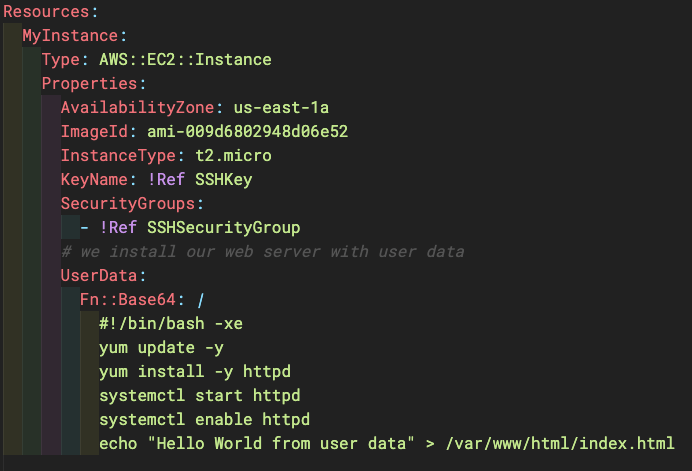 Resources:
  MyInstance:
    Type: AWS::EC2::Instance
    Properties:
      AvailabilityZone: us-east-1a
      ImageId: ami-009d6802948d06e52
      InstanceType: t2.micro
      KeyName: !Ref SSHKey
      SecurityGroups:
        - !Ref SSHSecurityGroup
      # we install our web server with user data
      UserData:
        Fn::Base64: |
          #!/bin/bash -xe
          yum update -y
          yum install -y httpd
          systemctl start httpd
          systemctl enable httpd
          echo "Hello World from user data" > /var/www/html/index.html